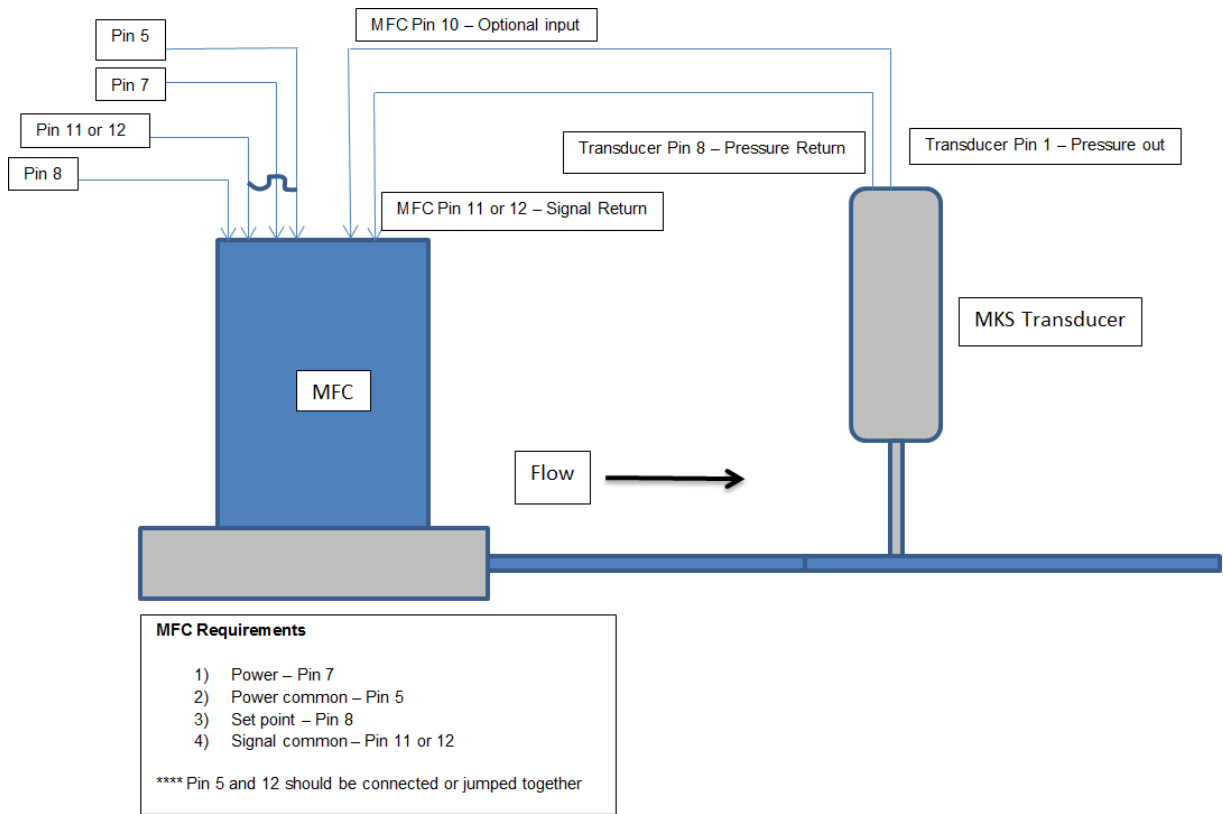 Pin 5
MFC Pin 10 – Optional input
Pin 7
Pin 11 or 12
Transducer Pin 8 – Pressure Return
Transducer Pin 1 – Pressure out
Pin 8
MFC Pin 11 or 12 – Signal Return
MKS Transducer
MFC
Flow
MFC Requirements
1) Power – Pin 7
2) Power common – Pin 5
3) Set point – Pin 8
4) Signal common – Pin 11 or 12
**** Pin 5 and 12 should be connected or jumped together